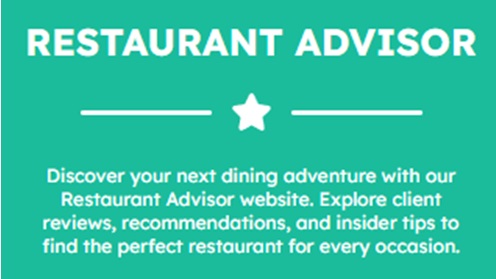 RESTAURANT ADVISOR
Discover your next dining adventure with our
Restaurant Advisor website. Explore client
reviews, recommendations, and insider tips to
find the perfect restaurant for every occasion.